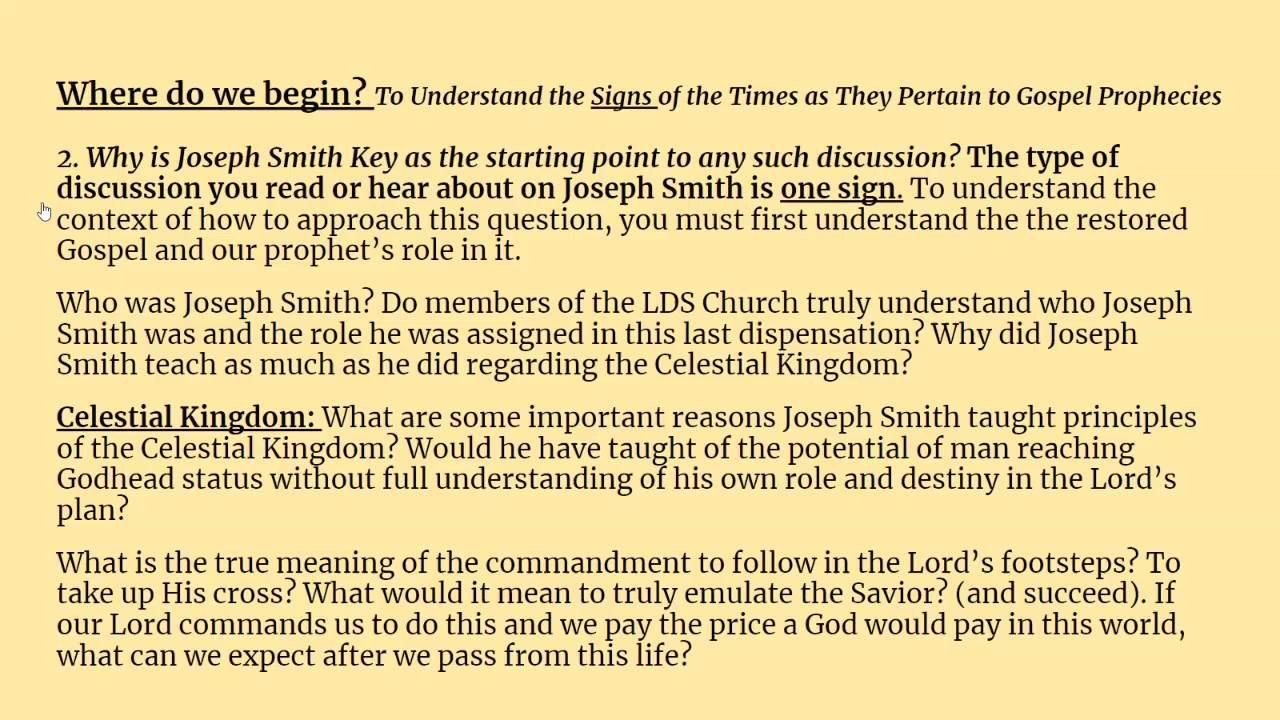 Where do we begin? To Understand the Signs of the Times as They Pertain to Gospel Prophecies
2. Why is Joseph Smith Key as the starting point to any such discussion? The type of
discussion you read or hear about on Joseph Smith is one sign. To understand the
context of how to approach this question, you must first understand the the restored
Gospel and our prophet’s role in it.
Who was Joseph Smith? Do members of the LDS Church truly understand who Joseph
Smith was and the role he was assigned in this last dispensation? Why did Joseph
Smith teach as much as he did regarding the Celestial Kingdom?
Celestial Kingdom: What are some important reasons Joseph Smith taught principles
of the Celestial Kingdom? Would he have taught of the potential of man reaching
Godhead status without full understanding of his own role and destiny in the Lord’s
plan?
What is the true meaning of the commandment to follow in the Lord’s footsteps? To
take up His cross? What would it mean to truly emulate the Savior? (and succeed). If
our Lord commands us to do this and we pay the price a God would pay in this world,
what can we expect after we pass from this life?